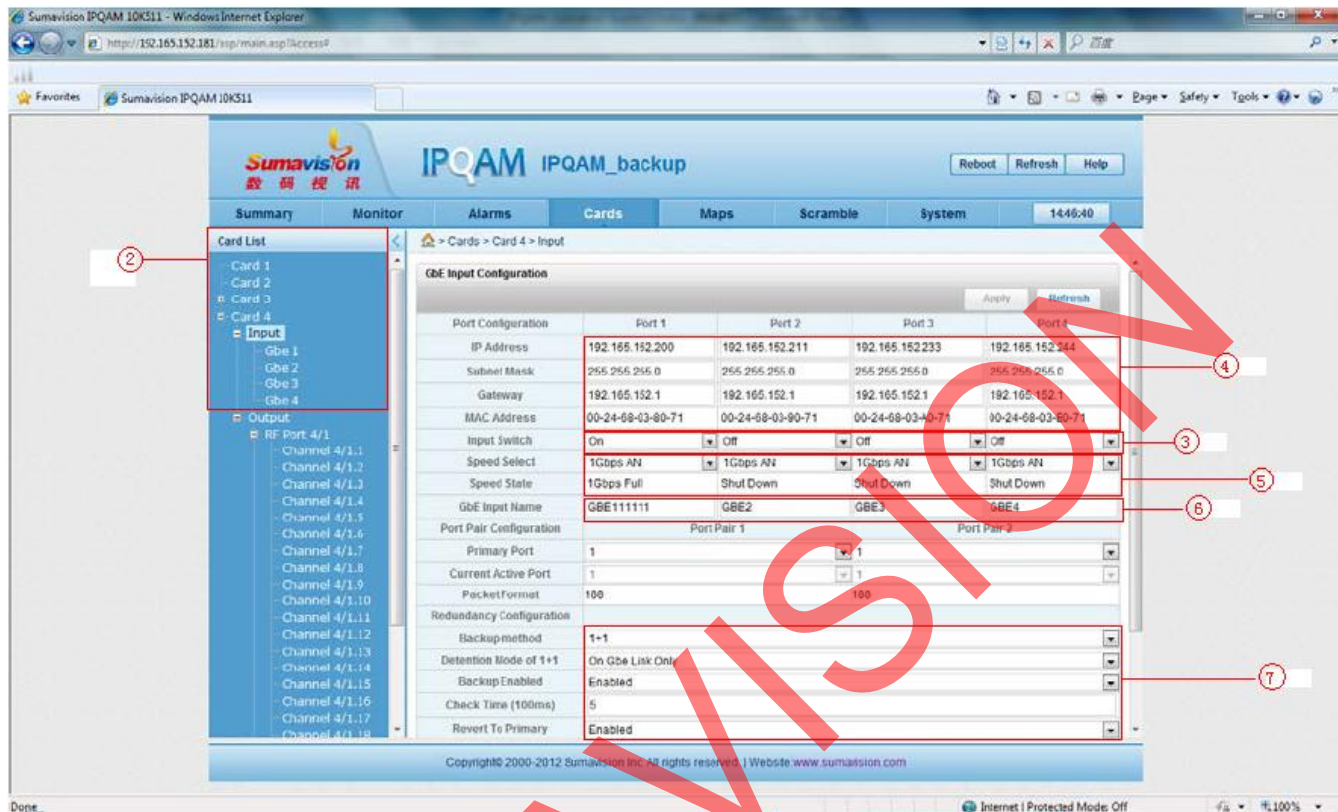 Sumavision IPQAM 10K511 - Windows Internet Explorer
http://192.165.152.181/asp/main.asp?Access#
百度
Favorites Sumavision IPQAM 10K511
Page Safety Tools
Sumavision
数码视讯
IPQAM IPQAM_backup
Reboot Refresh Help
Summary Monitor Alarms Cards Maps Scramble System 14:46:40
Card List
> Cards > Card 4 > Input
②
Card 1
Card 2
Card 3
Card 4
Input
Gbe 1
Gbe 2
Gbe 3
Gbe 4
Output
RF Port 4/1
Channel 4/1.1
Channel 4/1.2
Channel 4/1.3
Channel 4/1.4
Channel 4/1.5
Channel 4/1.6
Channel 4/1.7
Channel 4/1.8
Channel 4/1.9
Channel 4/1.10
Channel 4/1.11
Channel 4/1.12
Channel 4/1.13
Channel 4/1.14
Channel 4/1.15
Channel 4/1.16
Channel 4/1.17
Channel 4/1.18
GbE Input Configuration
Apply Refresh
Port Configuration Port 1 Port 2 Port 3 Port 4
IP Address 192.165.152.200 192.165.152.211 192.165.152.233 192.165.152.244
Subnet Mask 255.255.255.0 255.255.255.0 255.255.255.0 255.255.255.0
④
Gateway 192.165.152.1 192.165.152.1 192.165.152.1 192.165.152.1
MAC Address 00-24-68-03-80-71 00-24-68-03-90-71 00-24-68-03-A0-71 00-24-68-03-B0-71
Input Switch On Off Off Off
③
Speed Select 1Gbps AN 1Gbps AN 1Gbps AN 1Gbps AN
Speed State 1Gbps Full Shut Down Shut Down Shut Down
⑤
GbE Input Name GBE111111 GBE2 GBE3 GBE4
⑥
Port Pair Configuration Port Pair 1 Port Pair 2
Primary Port 1 1
Current Active Port 1 1
Packet Format 188 188
Redundancy Configuration
Backup method 1+1
Detention Mode of 1+1 On Gbe Link Only
Backup Enabled Enabled
⑦
Check Time (100ms) 5
Revert To Primary Enabled
Copyright© 2000-2012 Sumavision Inc. All rights reserved. | Website:www.sumavision.com
Done
Internet | Protected Mode: Off
100%
VISION